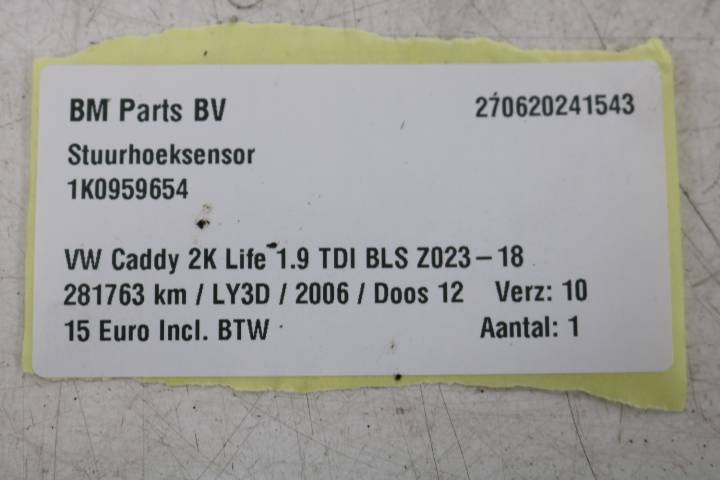 BM Parts BV 270620241543
Stuurhoeksensor
1K0959654
VW Caddy 2K Life 1.9 TDI BLS Z023-18
281763 km / LY3D / 2006 / Doos 12 Verz: 10
15 Euro Incl. BTW Aantal: 1